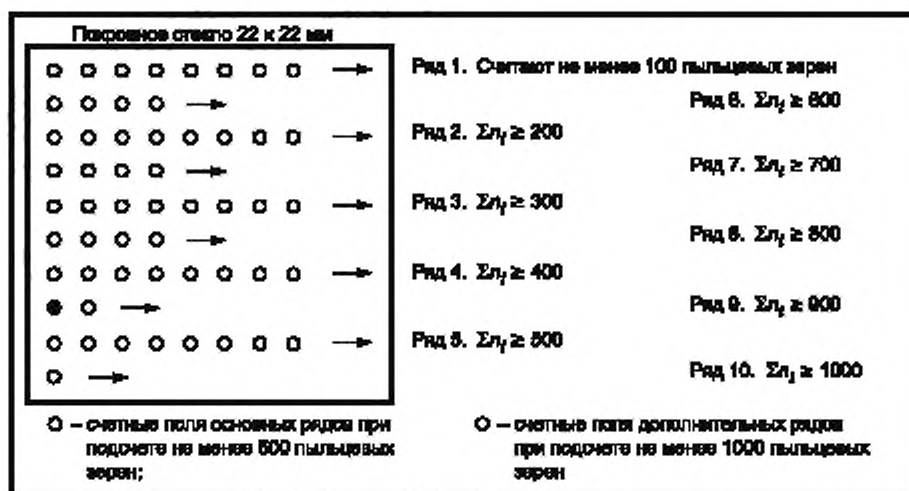 Покровное стекло 22 х 22 мм
Ряд 1. Считают не менее 100 пыльцевых зерен
Ряд 6. Σnᵢ ≥ 600
Ряд 2. Σnᵢ ≥ 200
Ряд 7. Σnᵢ ≥ 700
Ряд 3. Σnᵢ ≥ 300
Ряд 8. Σnᵢ ≥ 800
Ряд 4. Σnᵢ ≥ 400
Ряд 9. Σnᵢ ≥ 900
Ряд 5. Σnᵢ ≥ 500
Ряд 10. Σnᵢ ≥ 1000
– счетные поля основных рядов при
подсчете не менее 500 пыльцевых
зерен;
– счетные поля дополнительных рядов
при подсчете не менее 1000 пыльцевых
зерен